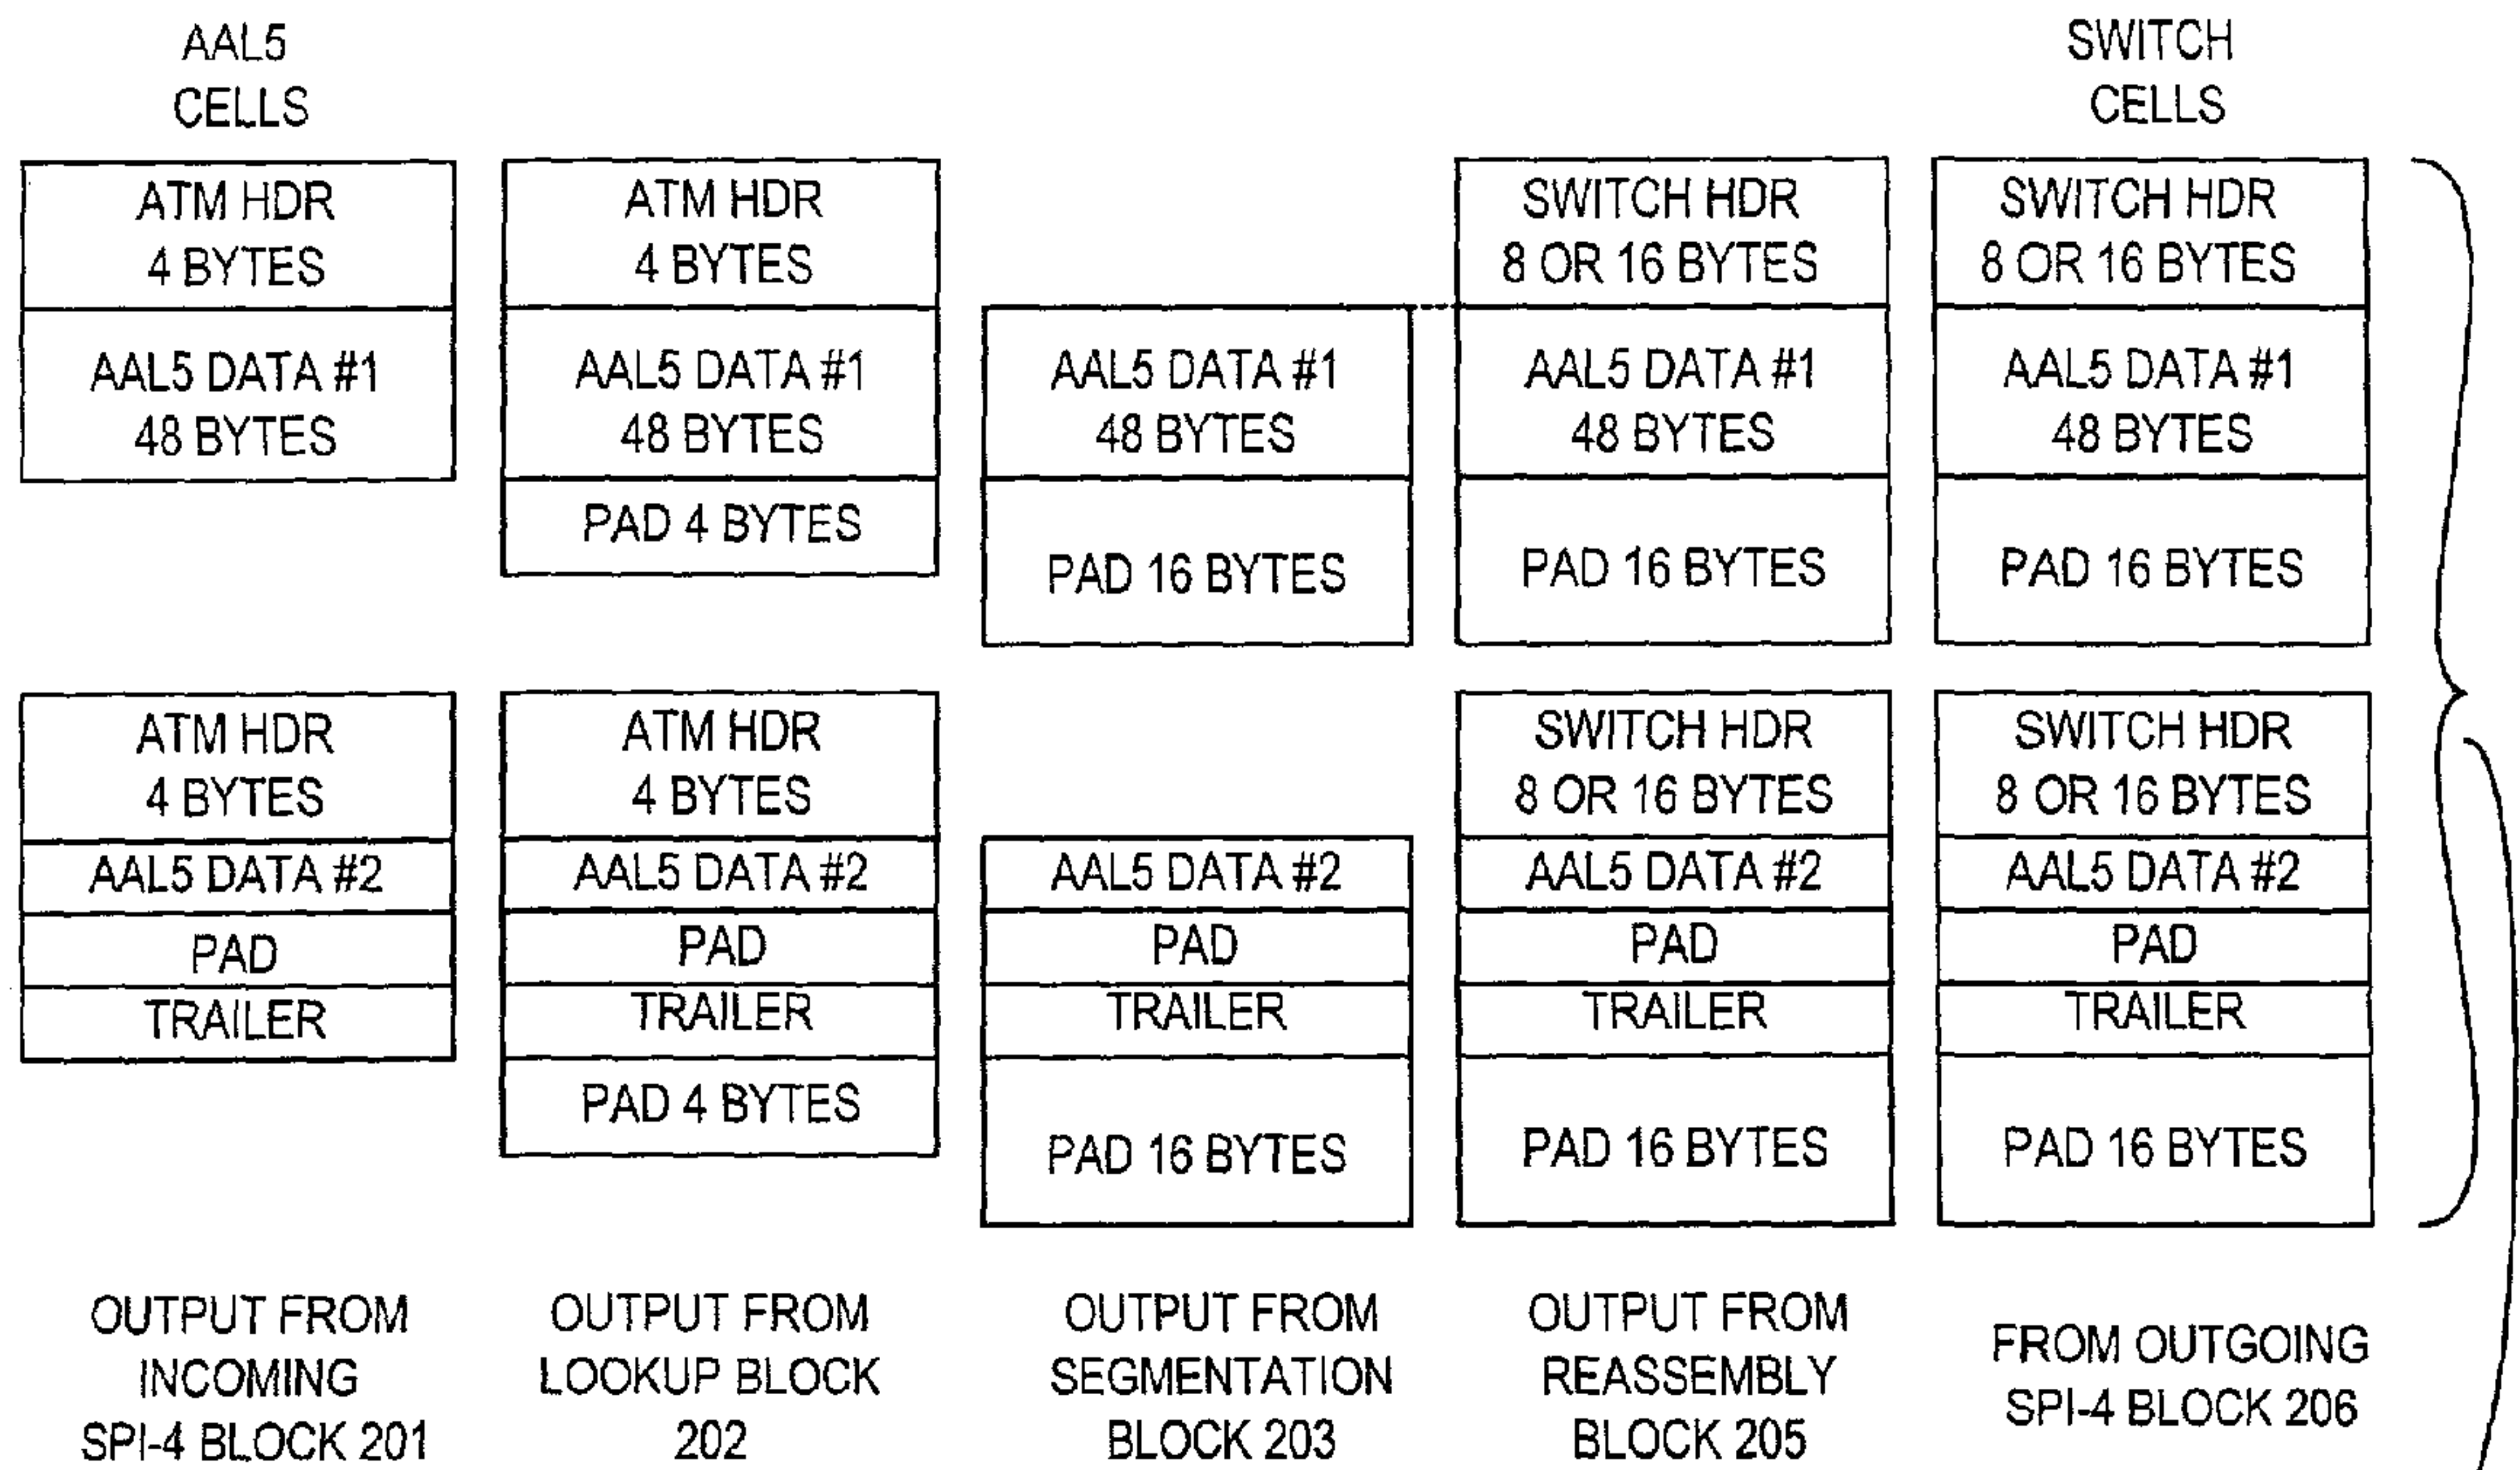 AAL5
CELLS
SWITCH
CELLS
ATM HDR
4 BYTES
AAL5 DATA #1
48 BYTES
ATM HDR
4 BYTES
AAL5 DATA #1
48 BYTES
PAD 4 BYTES
AAL5 DATA #1
48 BYTES
PAD 16 BYTES
SWITCH HDR
8 OR 16 BYTES
AAL5 DATA #1
48 BYTES
PAD 16 BYTES
SWITCH HDR
8 OR 16 BYTES
AAL5 DATA #1
48 BYTES
PAD 16 BYTES
ATM HDR
4 BYTES
AAL5 DATA #2
PAD
TRAILER
ATM HDR
4 BYTES
AAL5 DATA #2
PAD
TRAILER
PAD 4 BYTES
AAL5 DATA #2
PAD
TRAILER
PAD 16 BYTES
SWITCH HDR
8 OR 16 BYTES
AAL5 DATA #2
PAD
TRAILER
PAD 16 BYTES
SWITCH HDR
8 OR 16 BYTES
AAL5 DATA #2
PAD
TRAILER
PAD 16 BYTES
OUTPUT FROM
INCOMING
SPI-4 BLOCK 201
OUTPUT FROM
LOOKUP BLOCK
202
OUTPUT FROM
SEGMENTATION
BLOCK 203
OUTPUT FROM
REASSEMBLY
BLOCK 205
FROM OUTGOING
SPI-4 BLOCK 206